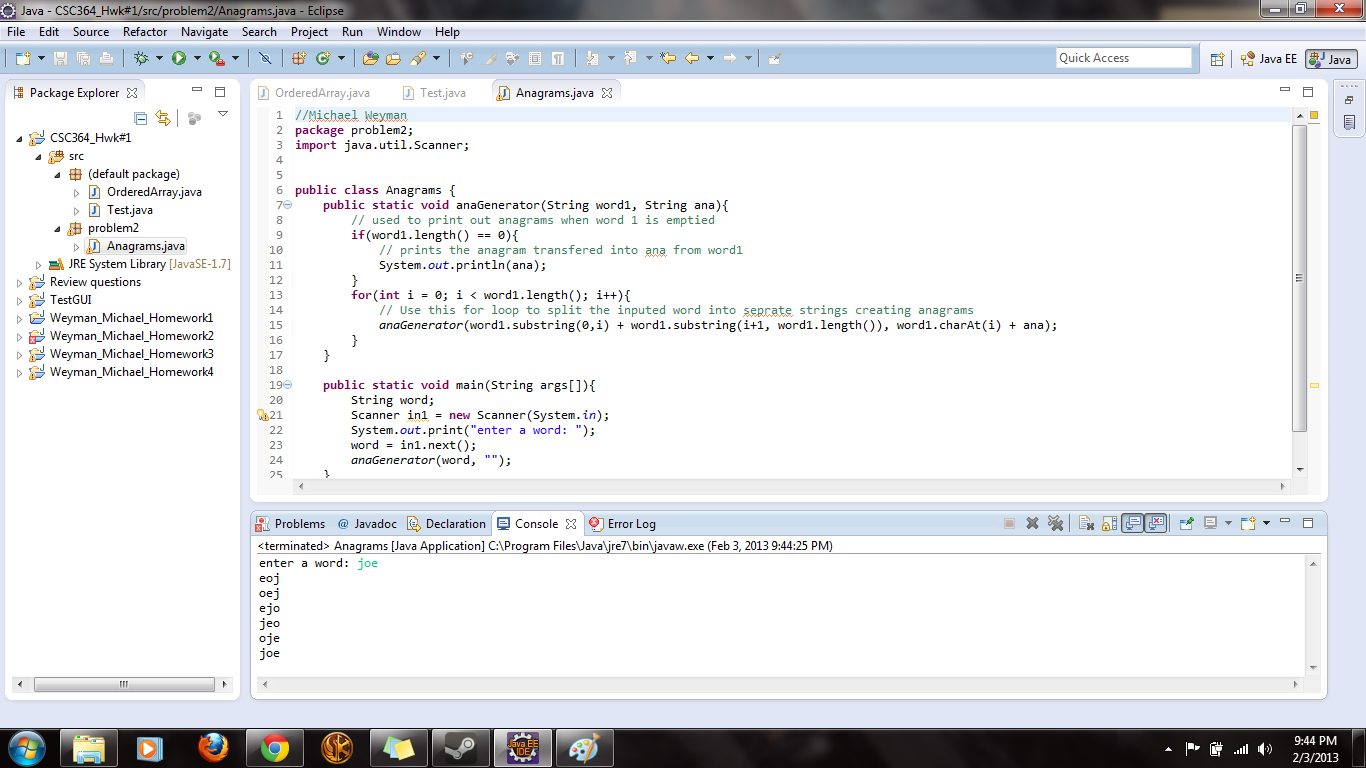 Java - CSC364_Hwk#1/src/problem2/Anagrams.java - Eclipse
File Edit Source Refactor Navigate Search Project Run Window Help
Quick Access
Java EE
Java
Package Explorer
CSC364_Hwk#1
src
(default package)
OrderedArray.java
Test.java
problem2
Anagrams.java
JRE System Library [JavaSE-1.7]
Review questions
TestGUI
Weyman_Michael_Homework1
Weyman_Michael_Homework2
Weyman_Michael_Homework3
Weyman_Michael_Homework4
OrderedArray.java Test.java Anagrams.java
1 //Michael Weyman
2 package problem2;
3 import java.util.Scanner;
4
5
6 public class Anagrams {
7 public static void anaGenerator(String word1, String ana){
8 // used to print out anagrams when word 1 is emptied
9 if(word1.length() == 0){
10 // prints the anagram transfered into ana from word1
11 System.out.println(ana);
12 }
13 for(int i = 0; i < word1.length(); i++){
14 // Use this for loop to split the inputed word into seprate strings creating anagrams
15 anaGenerator(word1.substring(0,i) + word1.substring(i+1, word1.length()), word1.charAt(i) + ana);
16 }
17 }
18
19 public static void main(String args[]){
20 String word;
21 Scanner in1 = new Scanner(System.in);
22 System.out.print("enter a word: ");
23 word = in1.next();
24 anaGenerator(word, "");
25 }
Problems @ Javadoc Declaration Console Error Log
<terminated> Anagrams [Java Application] C:\Program Files\Java\jre7\bin\javaw.exe (Feb 3, 2013 9:44:25 PM)
enter a word: joe
eoj
oej
ejo
jeo
oje
joe
Java EE
IDE
9:44 PM
2/3/2013